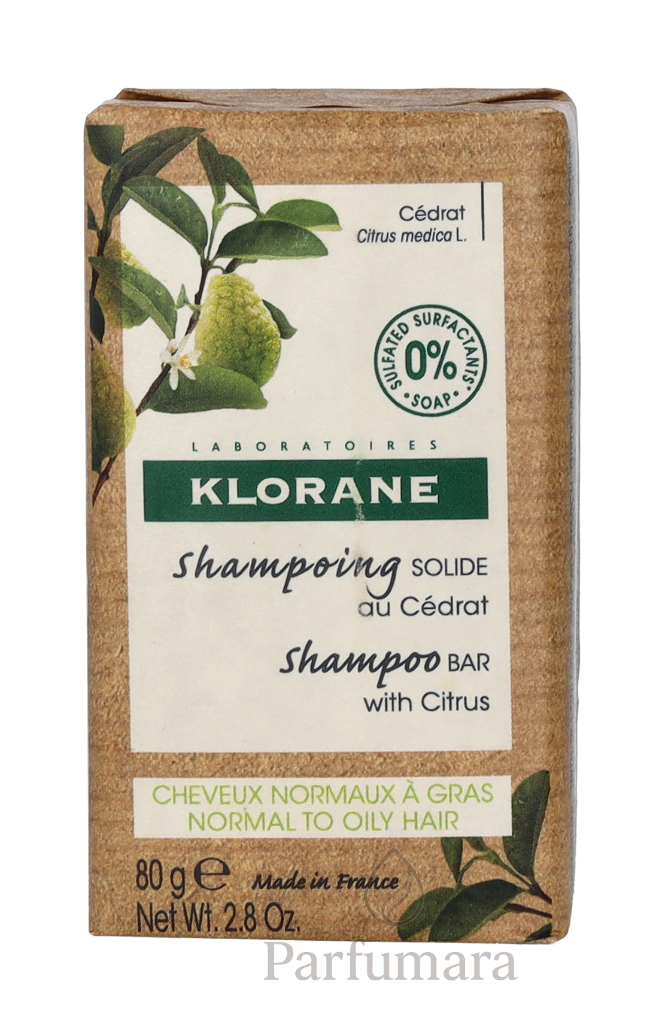 Cédrat
Citrus medica L.
SULFATED SURFACTANTS*
0%
• SOAP •
LABORATOIRES
KLORANE
Shampoing SOLIDE
au Cédrat
Shampoo BAR
with Citrus
CHEVEUX NORMAUX À GRAS
NORMAL TO OILY HAIR
80 g ℮ Made in France
Net Wt. 2.8 Oz.
Parfumara